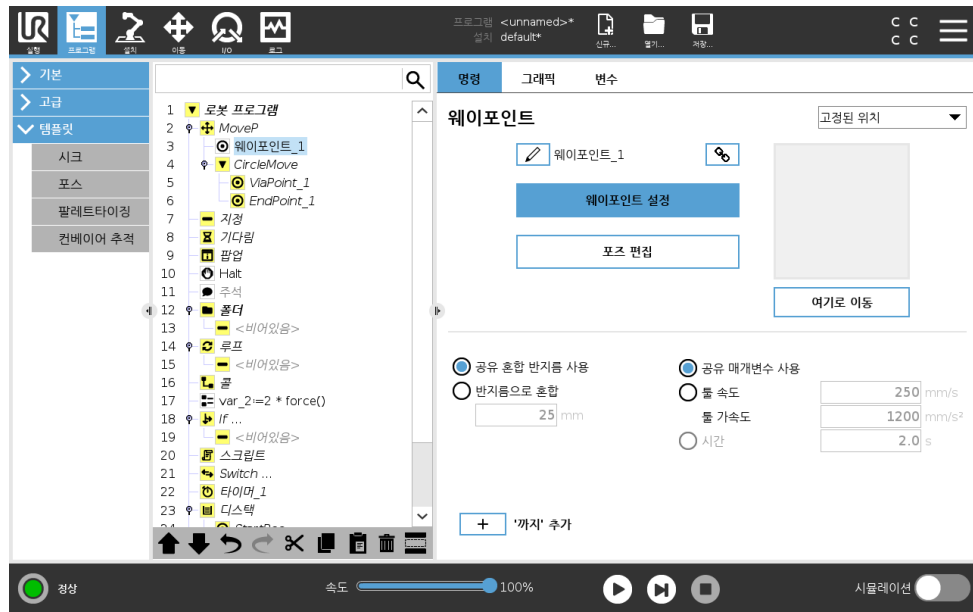 UR
실행 프로그램 설치 이동 I/O 로그
프로그램 <unnamed>*
설치 default*
신규... 열기... 저장...
C C
C C
기본
고급
템플릿
시크
포스
팔레트타이징
컨베이어 추적
1 로봇 프로그램
2 MoveP
3 웨이포인트_1
4 CircleMove
5 ViaPoint_1
6 EndPoint_1
7 지정
8 기다림
9 팝업
10 Halt
11 주석
12 폴더
13 <비어있음>
14 루프
15 <비어있음>
16 콜
17 var_2≔2 * force()
18 If ...
19 <비어있음>
20 스크립트
21 Switch ...
22 타이머_1
23 디스택
24 StartPos
명령 그래픽 변수
웨이포인트
고정된 위치
웨이포인트_1
웨이포인트 설정
포즈 편집
여기로 이동
공유 혼합 반지름 사용
반지름으로 혼합
25 mm
공유 매개변수 사용
툴 속도 250 mm/s
툴 가속도 1200 mm/s²
시간 2.0 s
+ '까지' 추가
정상
속도 100%
시뮬레이션